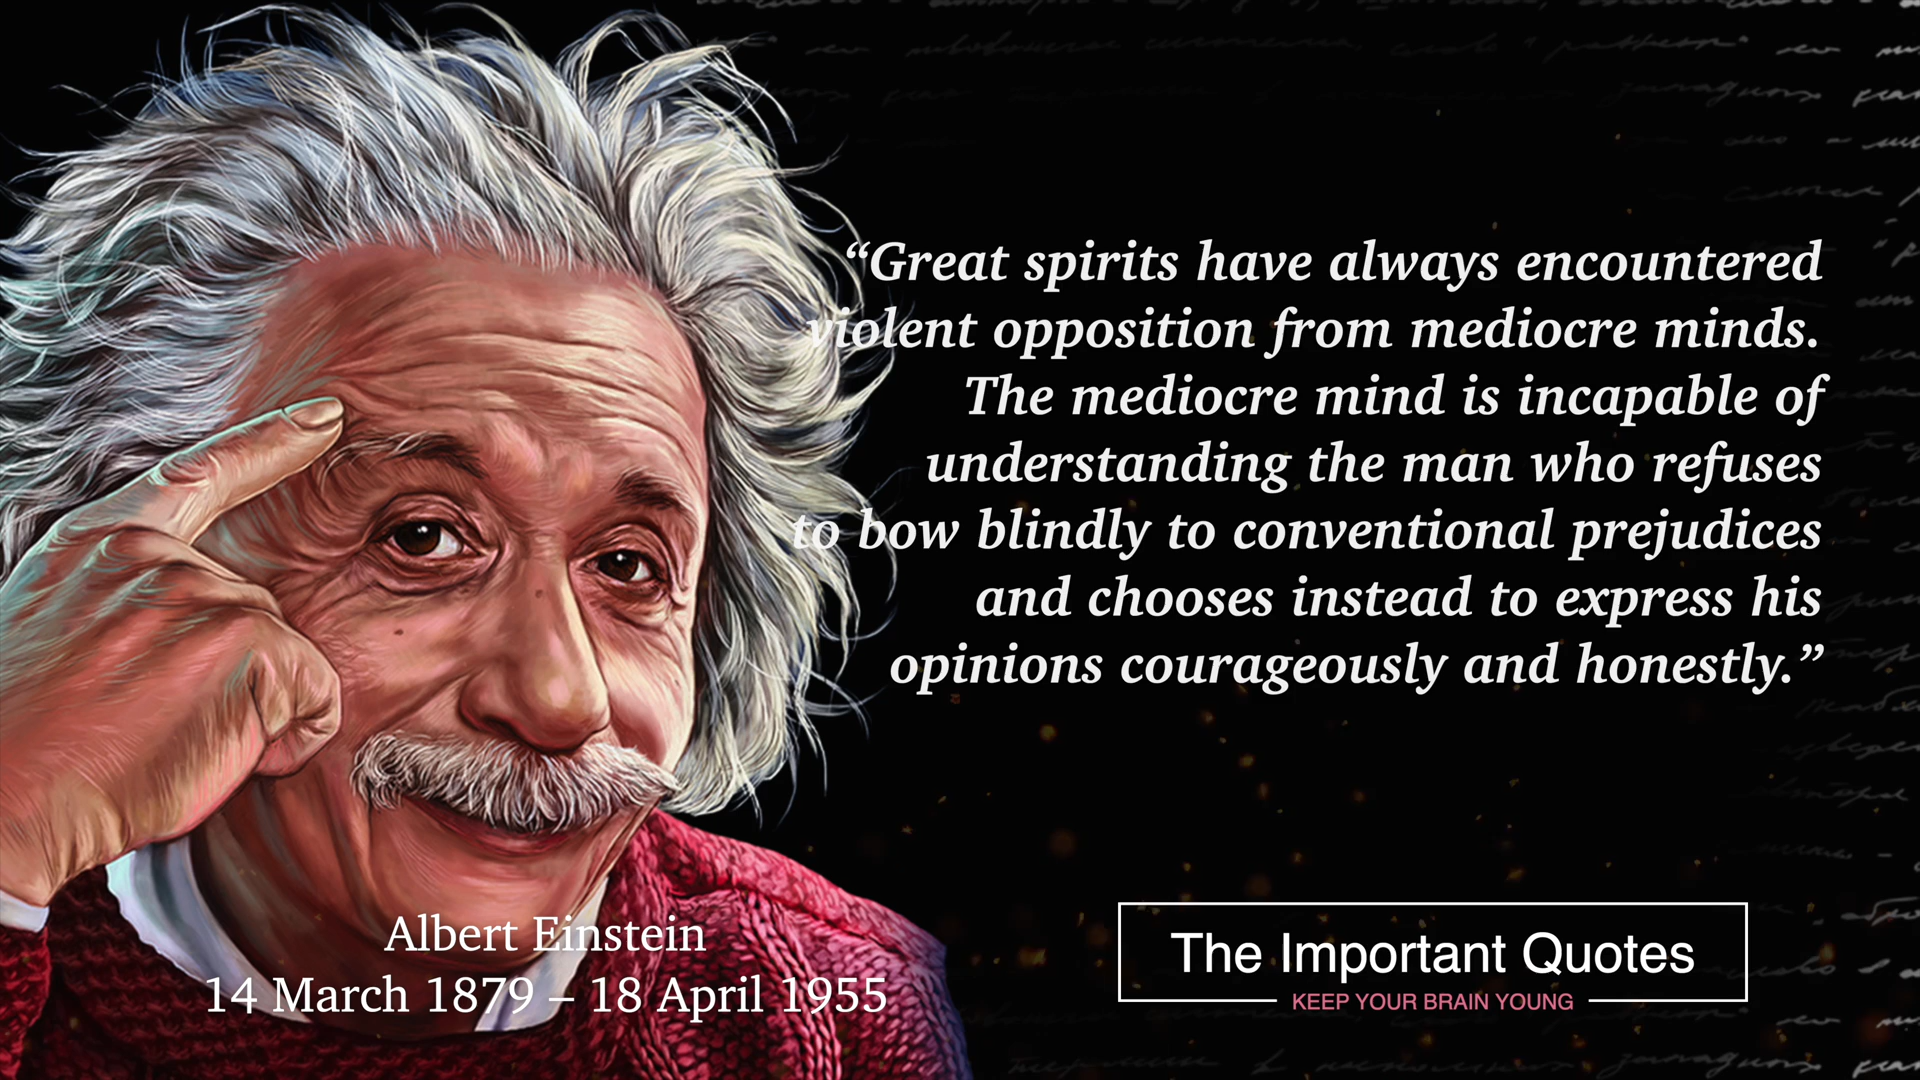 “Great spirits have always encountered
violent opposition from mediocre minds.
The mediocre mind is incapable of
understanding the man who refuses
to bow blindly to conventional prejudices
and chooses instead to express his
opinions courageously and honestly.”
Albert Einstein
14 March 1879 – 18 April 1955
The Important Quotes
KEEP YOUR BRAIN YOUNG